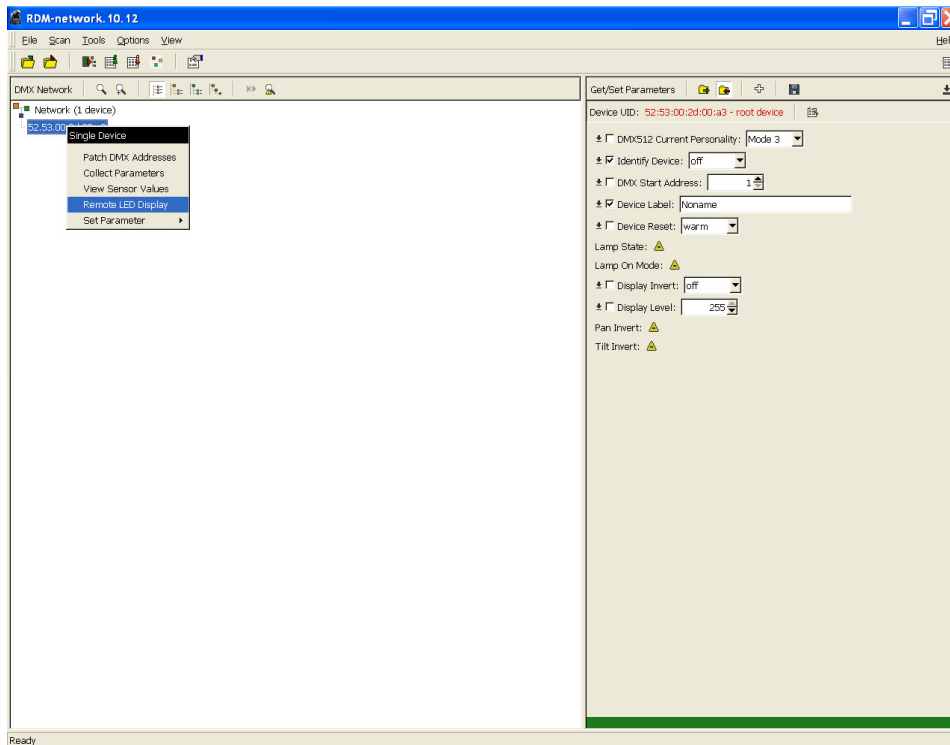 RDM-network. 10. 12
File Scan Tools Options View Hel
DMX Network
Network (1 device)
Single Device
Patch DMX Addresses
Collect Parameters
View Sensor Values
Remote LED Display
Set Parameter
Get/Set Parameters
Device UID: 52:53:00:2d:00:a3 - root device
DMX512 Current Personality: Mode 3
Identify Device: off
DMX Start Address: 1
Device Label: Noname
Device Reset: warm
Lamp State:
Lamp On Mode:
Display Invert: off
Display Level: 255
Pan Invert:
Tilt Invert:
Ready